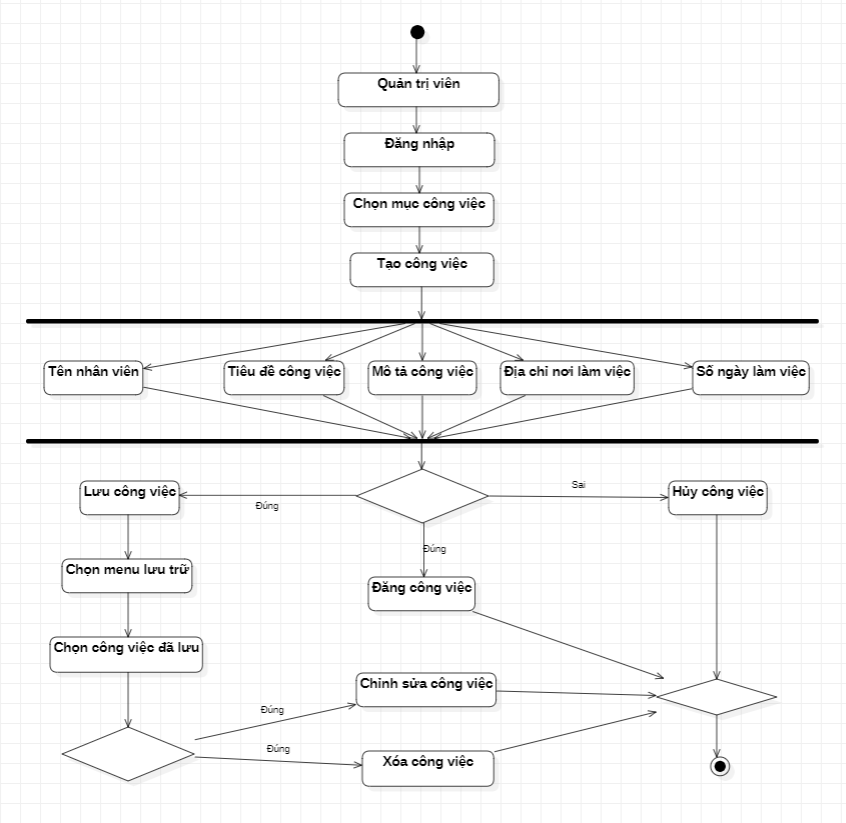 Quản trị viên
Đăng nhập
Chọn mục công việc
Tạo công việc
Tên nhân viên
Tiêu đề công việc
Mô tả công việc
Địa chỉ nơi làm việc
Số ngày làm việc
Lưu công việc
Đúng
Sai
Hủy công việc
Đúng
Chọn menu lưu trữ
Đăng công việc
Chọn công việc đã lưu
Chỉnh sửa công việc
Đúng
Đúng
Xóa công việc